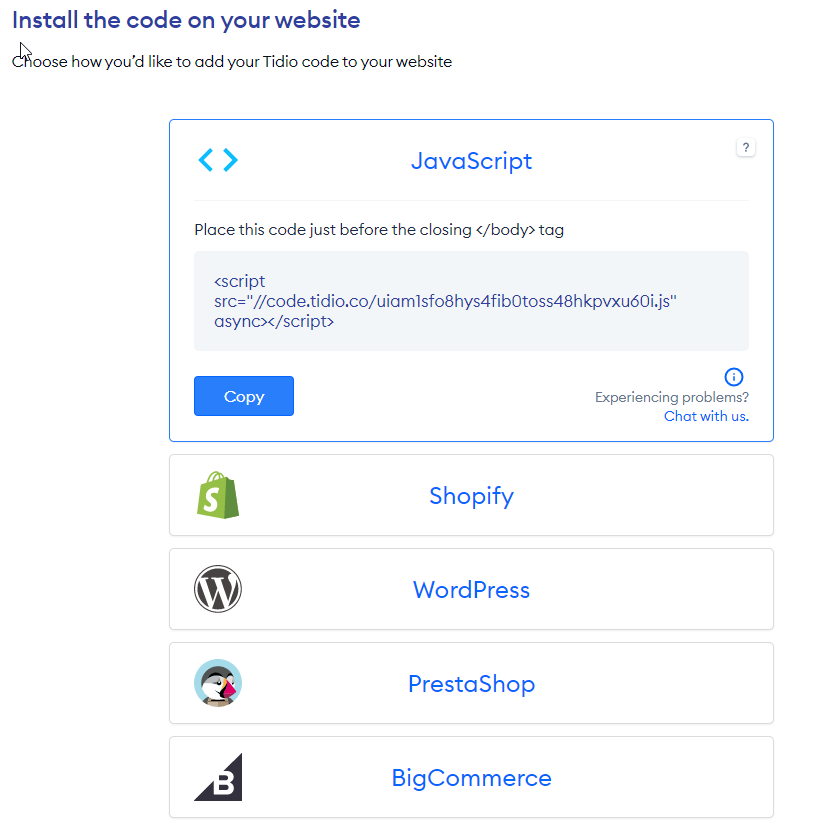 Install the code on your website
Choose how you’d like to add your Tidio code to your website
JavaScript
?
Place this code just before the closing </body> tag
<script
src="//code.tidio.co/uiam1sfo8hys4fib0toss48hkpvxu60i.js"
async></script>
Copy
Experiencing problems?
Chat with us.
Shopify
WordPress
PrestaShop
BigCommerce